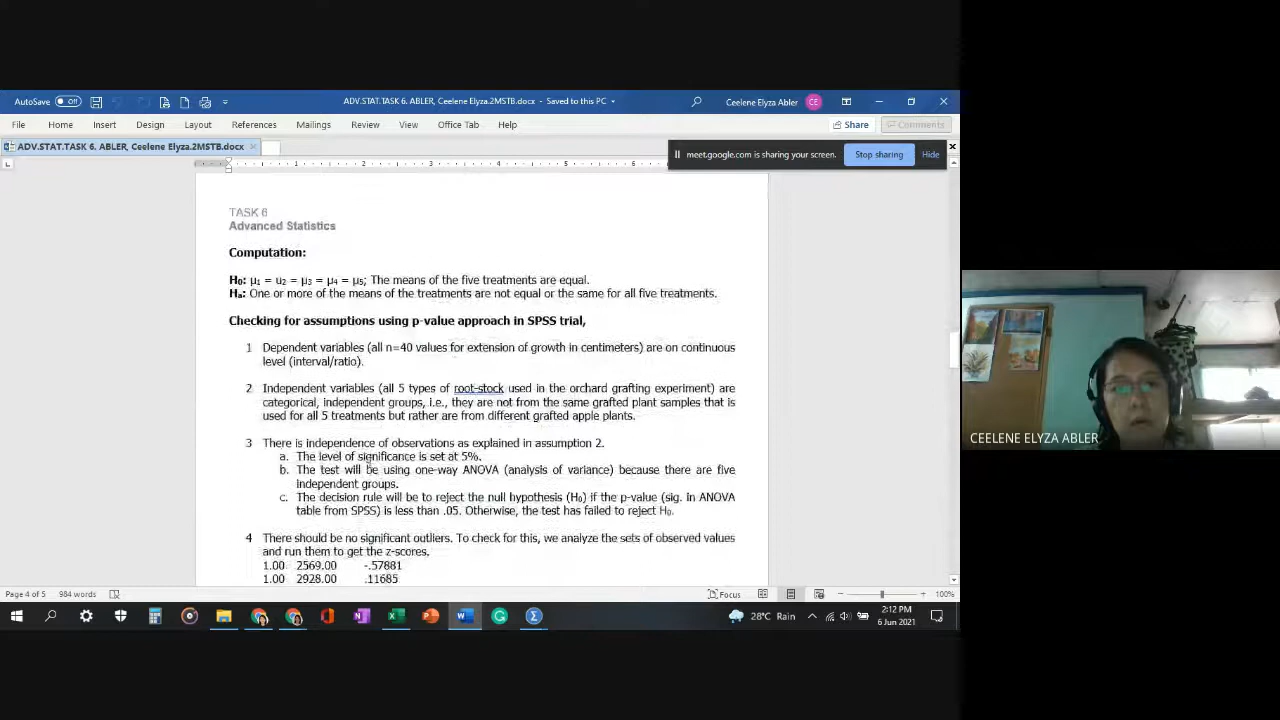 AutoSave Off
ADV.STAT.TASK 6. ABLER, Ceelene Elyza.2MSTB.docx - Saved to this PC
Ceelene Elyza Abler CE
File Home Insert Design Layout References Mailings Review View Office Tab Help
Share Comments
ADV.STAT.TASK 6. ABLER, Ceelene Elyza.2MSTB.docx
meet.google.com is sharing your screen. Stop sharing Hide
1 2 3 4 5 6
TASK 6
Advanced Statistics
Computation:
H₀: µ₁ = u₂ = µ₃ = µ₄ = µ₅; The means of the five treatments are equal.
Hₐ: One or more of the means of the treatments are not equal or the same for all five treatments.
Checking for assumptions using p-value approach in SPSS trial,
1 Dependent variables (all n=40 values for extension of growth in centimeters) are on continuous
level (interval/ratio).
2 Independent variables (all 5 types of root-stock used in the orchard grafting experiment) are
categorical, independent groups, i.e., they are not from the same grafted plant samples that is
used for all 5 treatments but rather are from different grafted apple plants.
3 There is independence of observations as explained in assumption 2.
a. The level of significance is set at 5%.
b. The test will be using one-way ANOVA (analysis of variance) because there are five
independent groups.
c. The decision rule will be to reject the null hypothesis (H₀) if the p-value (sig. in ANOVA
table from SPSS) is less than .05. Otherwise, the test has failed to reject H₀.
4 There should be no significant outliers. To check for this, we analyze the sets of observed values
and run them to get the z-scores.
1.00 2569.00 -.57881
1.00 2928.00 .11685
CEELENE ELYZA ABLER
Page 4 of 5 984 words
Focus 100%
28°C Rain
2:12 PM
6 Jun 2021